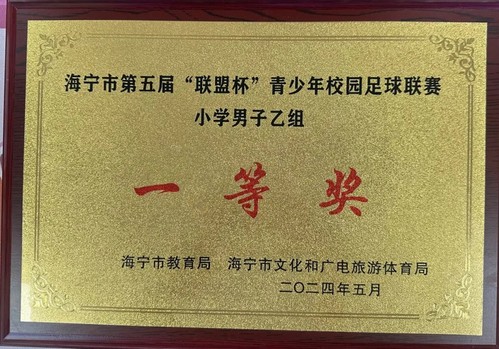 海宁市第五届“联盟杯”青少年校园足球联赛
小学男子乙组
一等奖
海宁市教育局 海宁市文化和广电旅游体育局
二〇二四年五月